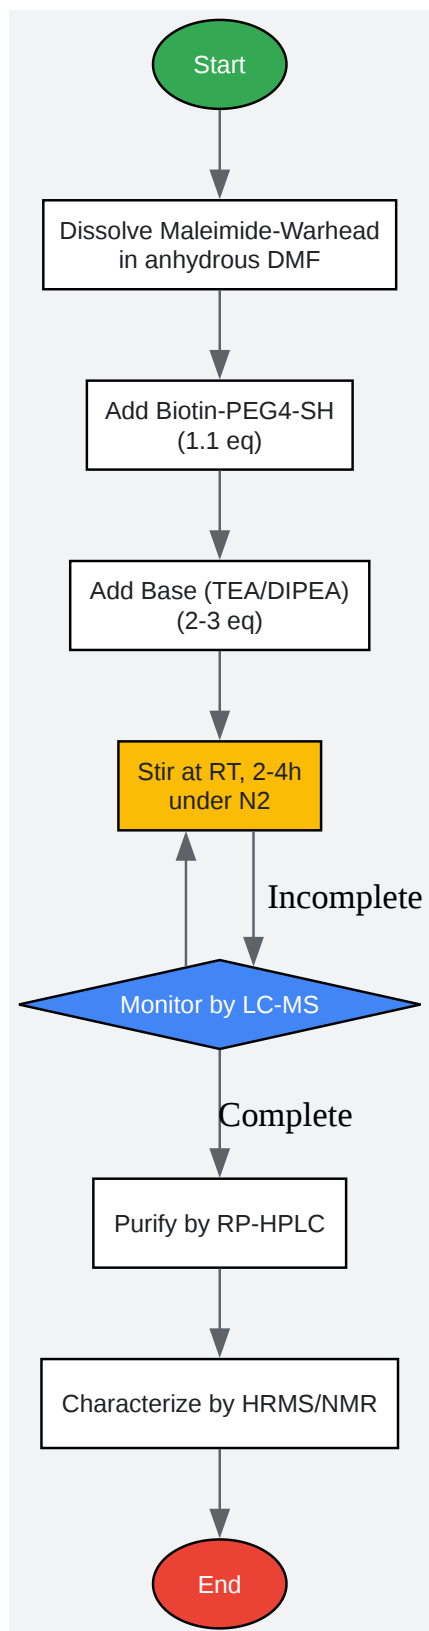 Start
Dissolve Maleimide-Warhead
in anhydrous DMF
Add Biotin-PEG4-SH
(1.1 eq)
Add Base (TEA/DIPEA)
(2-3 eq)
Stir at RT, 2-4h
under N2
Incomplete
Monitor by LC-MS
Complete
Purify by RP-HPLC
Characterize by HRMS/NMR
End